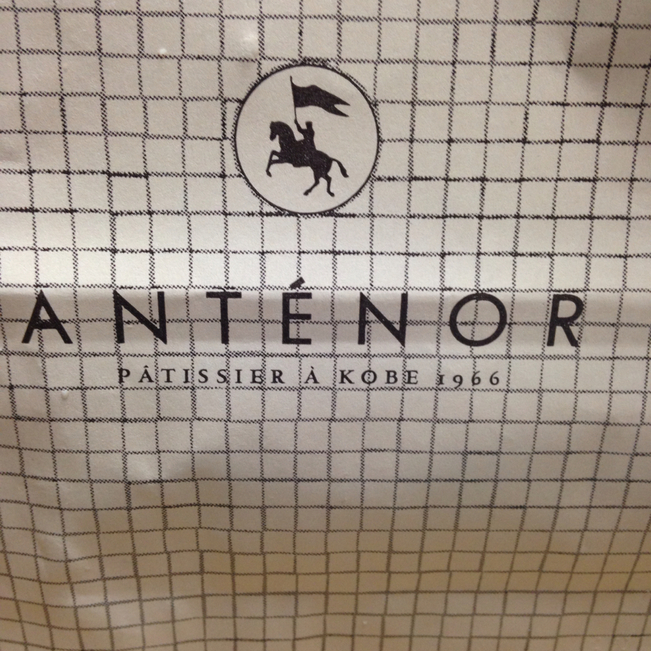 ANTÉNOR
PÂTISSIER À KOBE 1966